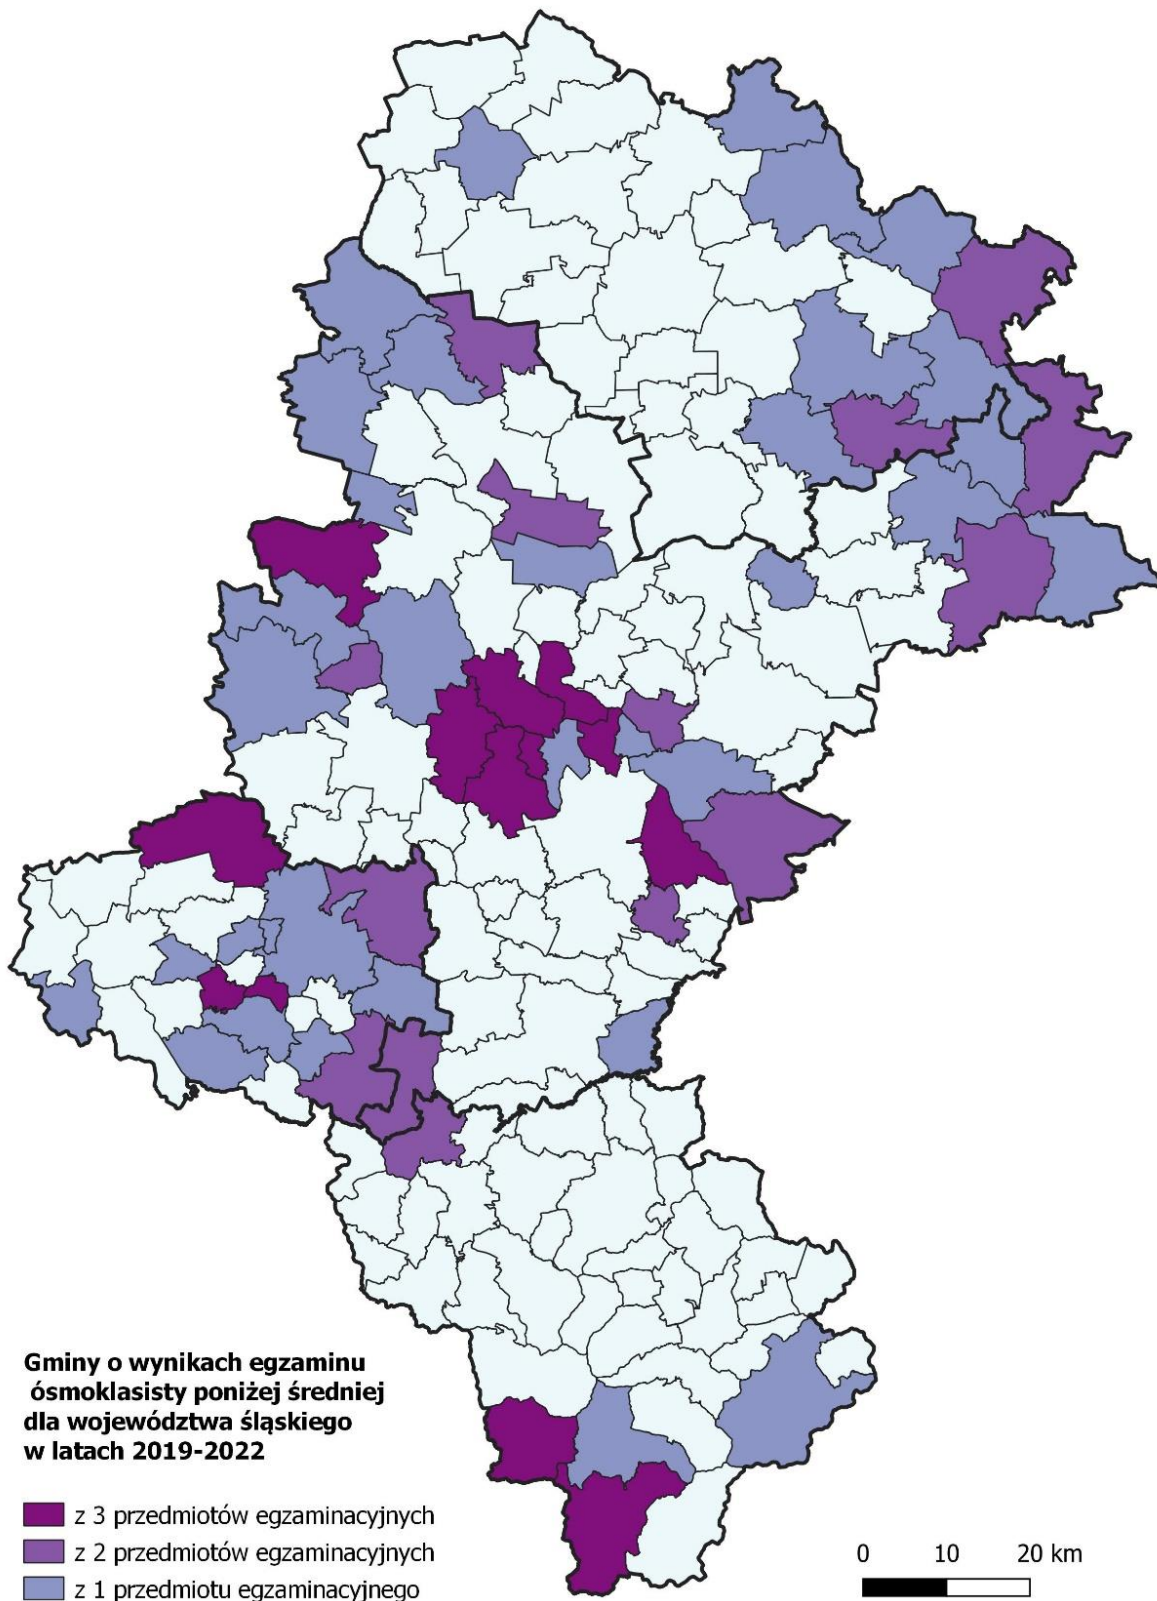 Gminy o wynikach egzaminu
ósmoklasisty poniżej średniej
dla województwa śląskiego
w latach 2019-2022
z 3 przedmiotów egzaminacyjnych
z 2 przedmiotów egzaminacyjnych
z 1 przedmiotu egzaminacyjnego
0 10 20 km